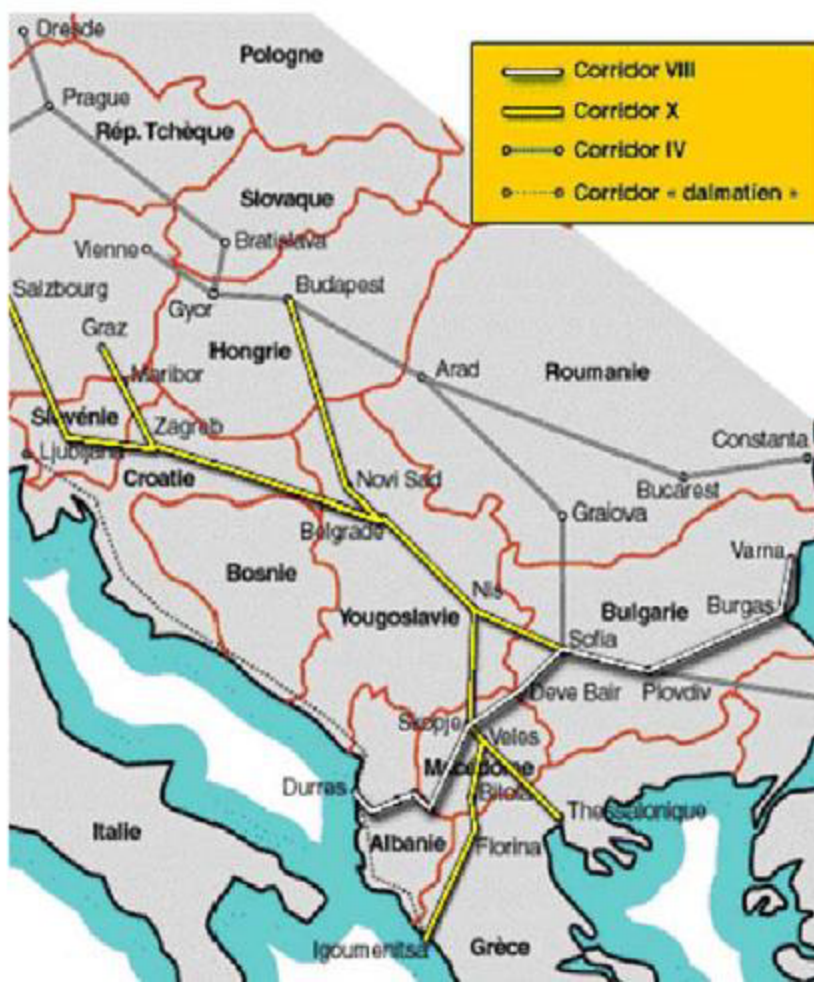 Dresde
Pologne
Corridor VIII
Corridor X
Corridor IV
Corridor « dalmatien »
Prague
Rép. Tchèque
Slovaque
Vienne
Bratislava
Salzbourg
Gyor
Budapest
Graz
Hongrie
Maribor
Arad
Roumanie
Slovénie
Zagreb
Ljubljana
Croatie
Constanta
Novi Sad
Bucarest
Belgrade
Graiova
Bosnie
Varna
Nis
Yougoslavie
Bulgarie
Burgas
Sofia
Deve Bair
Plovdiv
Skopje
Veles
Macédoine
Durres
Bitola
Thessalonique
Italie
Albanie
Florina
Igoumenitsa
Grèce